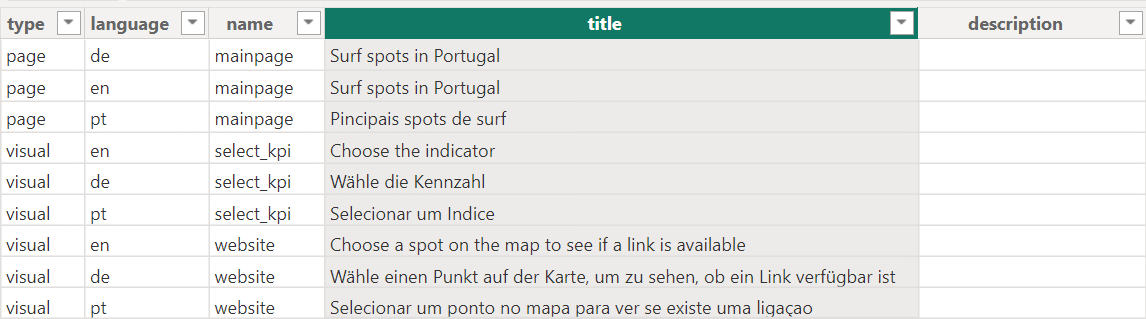 type language name title description
page de mainpage Surf spots in Portugal
page en mainpage Surf spots in Portugal
page pt mainpage Pincipais spots de surf
visual en select_kpi Choose the indicator
visual de select_kpi Wähle die Kennzahl
visual pt select_kpi Selecionar um Indice
visual en website Choose a spot on the map to see if a link is available
visual de website Wähle einen Punkt auf der Karte, um zu sehen, ob ein Link verfügbar ist
visual pt website Selecionar um ponto no mapa para ver se existe uma ligaçao